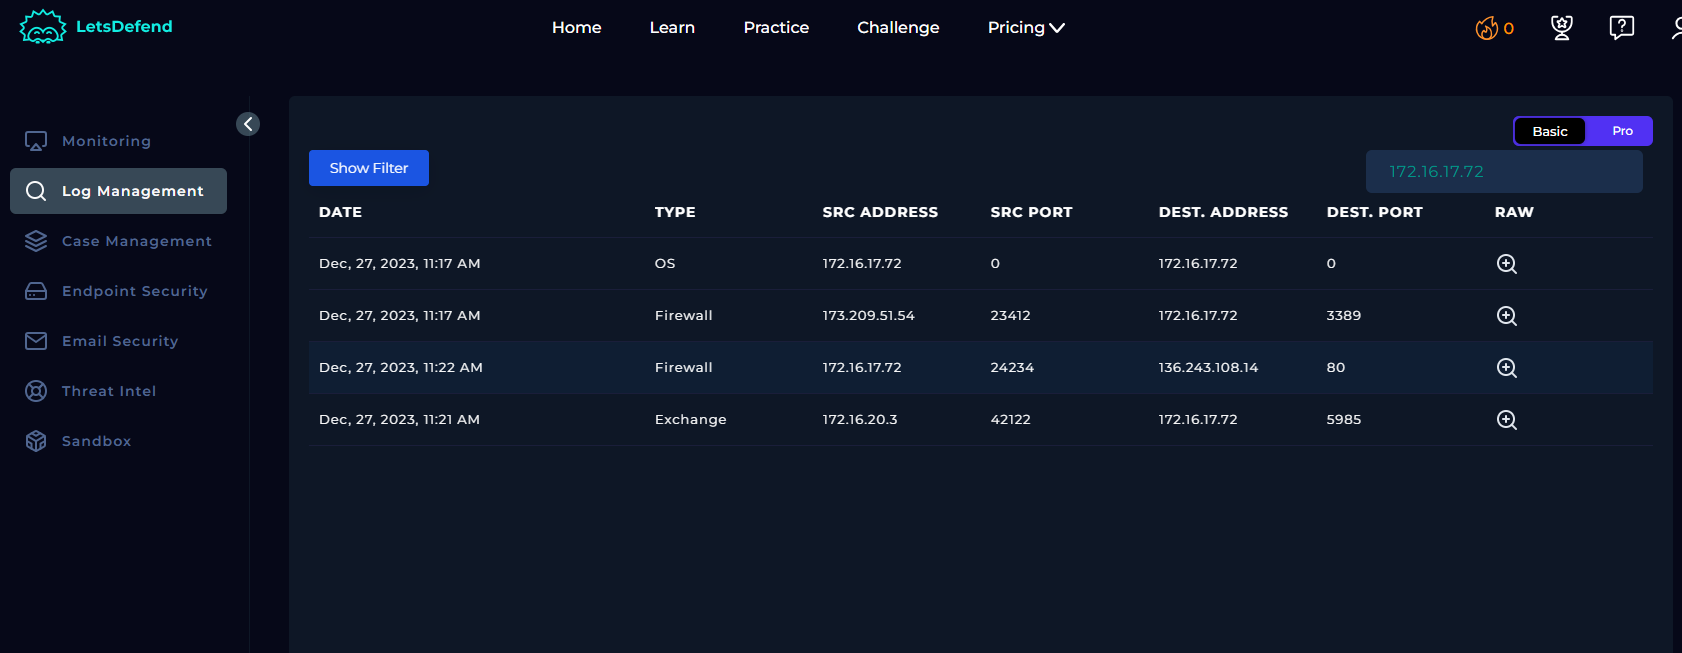 LetsDefend
Home Learn Practice Challenge Pricing
0
Monitoring
Log Management
Case Management
Endpoint Security
Email Security
Threat Intel
Sandbox
Basic Pro
Show Filter
172.16.17.72
DATE TYPE SRC ADDRESS SRC PORT DEST. ADDRESS DEST. PORT RAW
Dec, 27, 2023, 11:17 AM OS 172.16.17.72 0 172.16.17.72 0
Dec, 27, 2023, 11:17 AM Firewall 173.209.51.54 23412 172.16.17.72 3389
Dec, 27, 2023, 11:22 AM Firewall 172.16.17.72 24234 136.243.108.14 80
Dec, 27, 2023, 11:21 AM Exchange 172.16.20.3 42122 172.16.17.72 5985